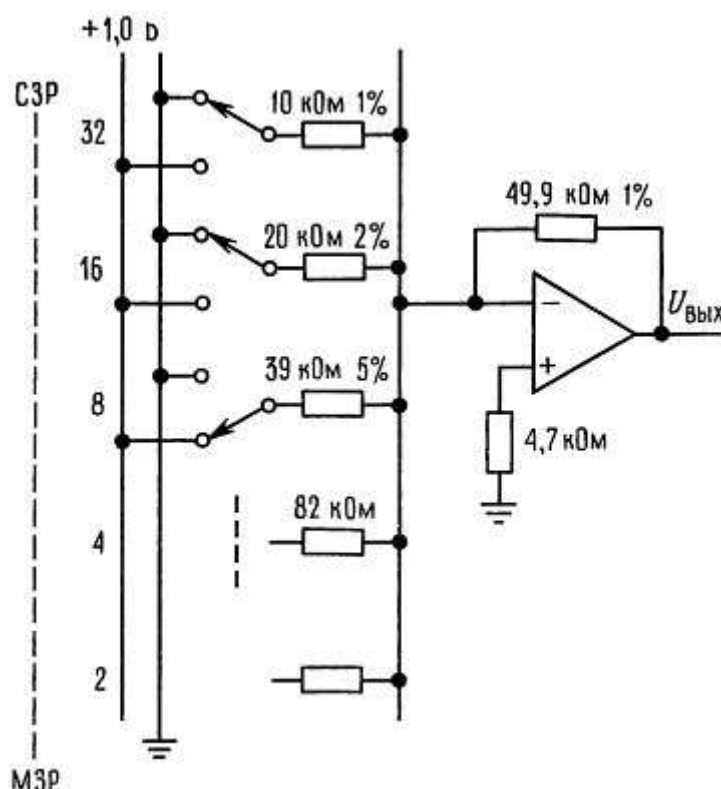 +1,0 В
СЗР
32
10 кОм 1%
49,9 кОм 1%
16
20 кОм 2%
Uвых
−
+
8
39 кОм 5%
4,7 кОм
4
82 кОм
2
МЗР